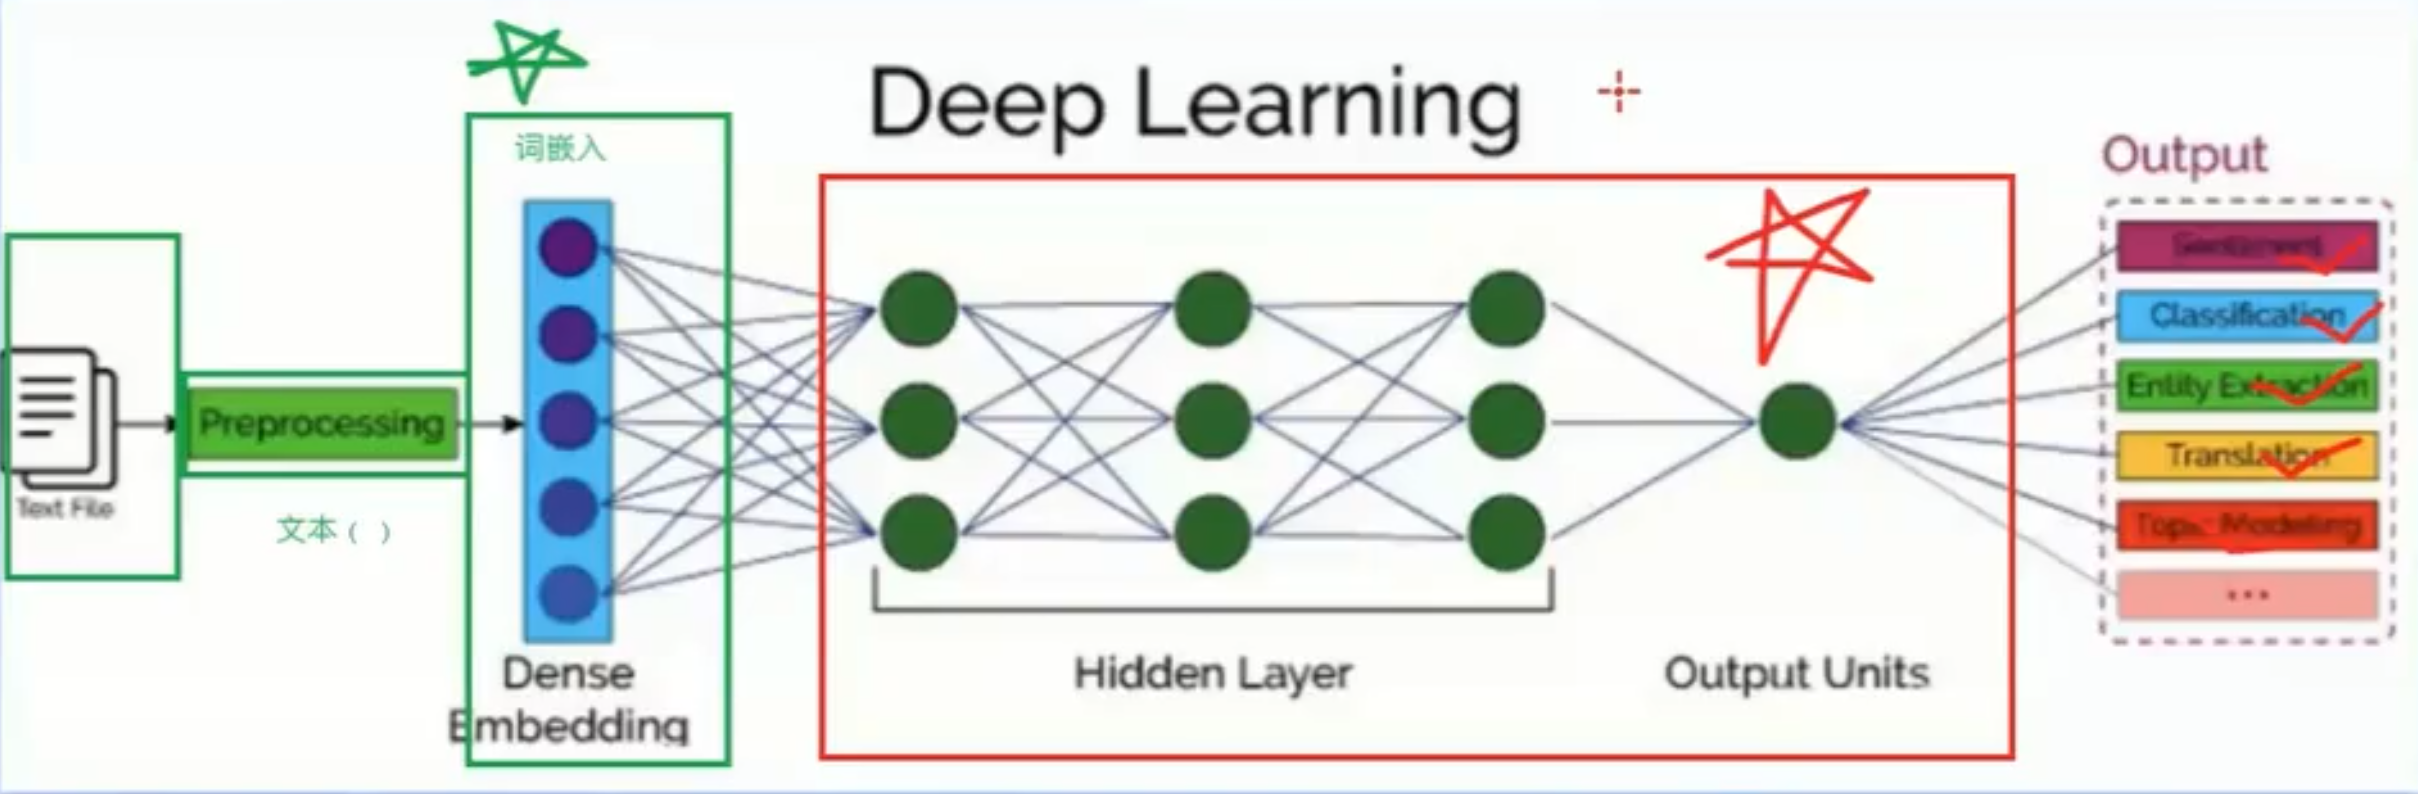 Deep Learning
词嵌入
Text File
Preprocessing
文本（ ）
Dense
Embedding
Hidden Layer
Output Units
Output
Sentiment
Classification
Entity Extraction
Translation
Topic Modeling
...